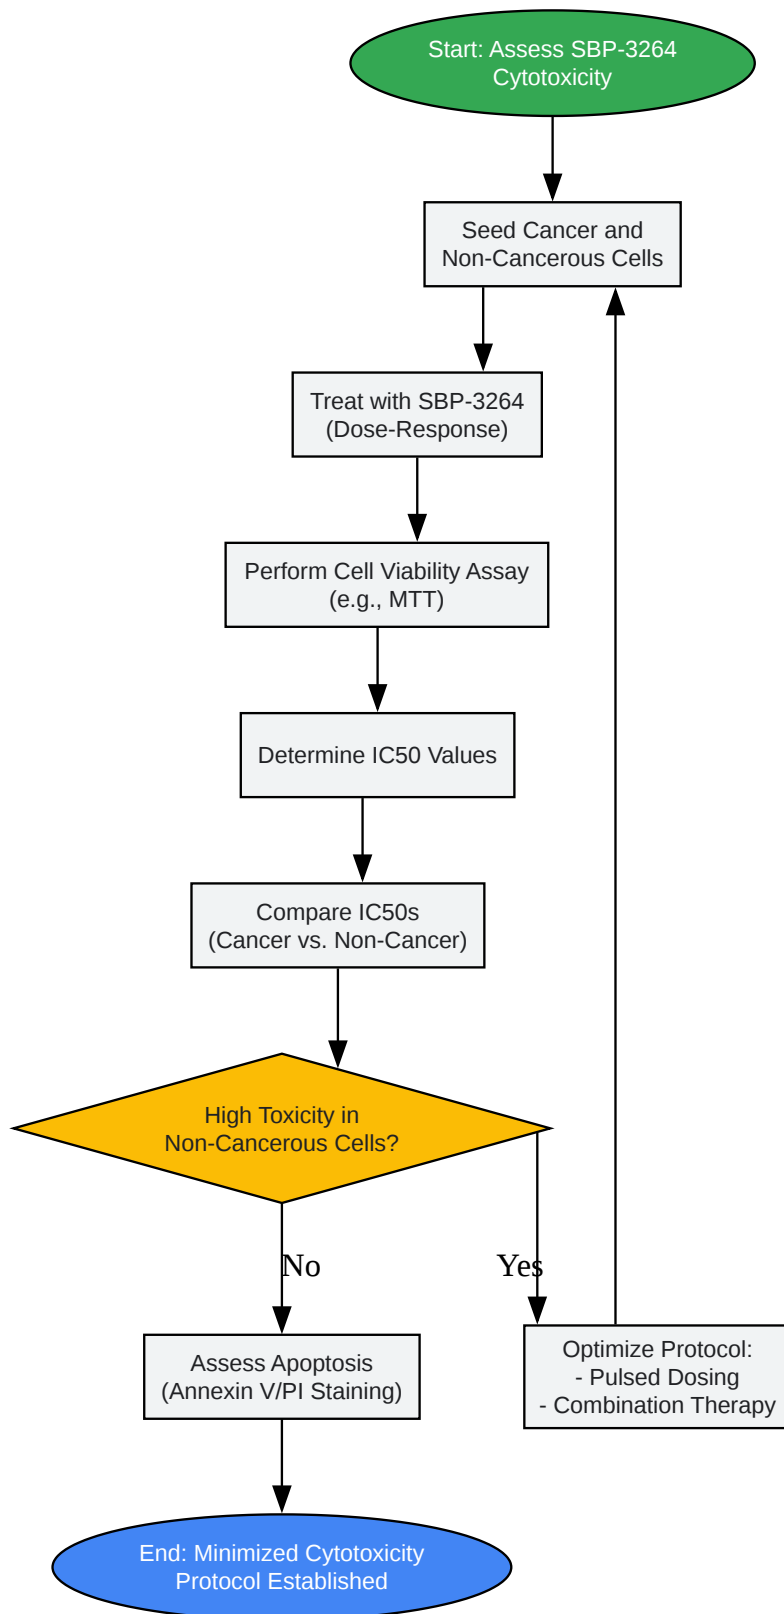 Start: Assess SBP-3264
Cytotoxicity
Seed Cancer and
Non-Cancerous Cells
Treat with SBP-3264
(Dose-Response)
Perform Cell Viability Assay
(e.g., MTT)
Determine IC50 Values
Compare IC50s
(Cancer vs. Non-Cancer)
High Toxicity in
Non-Cancerous Cells?
No
Yes
Assess Apoptosis
(Annexin V/PI Staining)
Optimize Protocol:
- Pulsed Dosing
- Combination Therapy
End: Minimized Cytotoxicity
Protocol Established